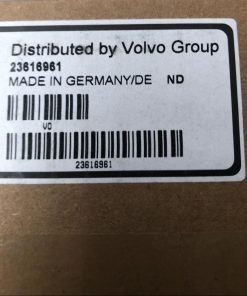 Distributed by Volvo Group
23616961
MADE IN GERMANY/DE ND
VO
23616961